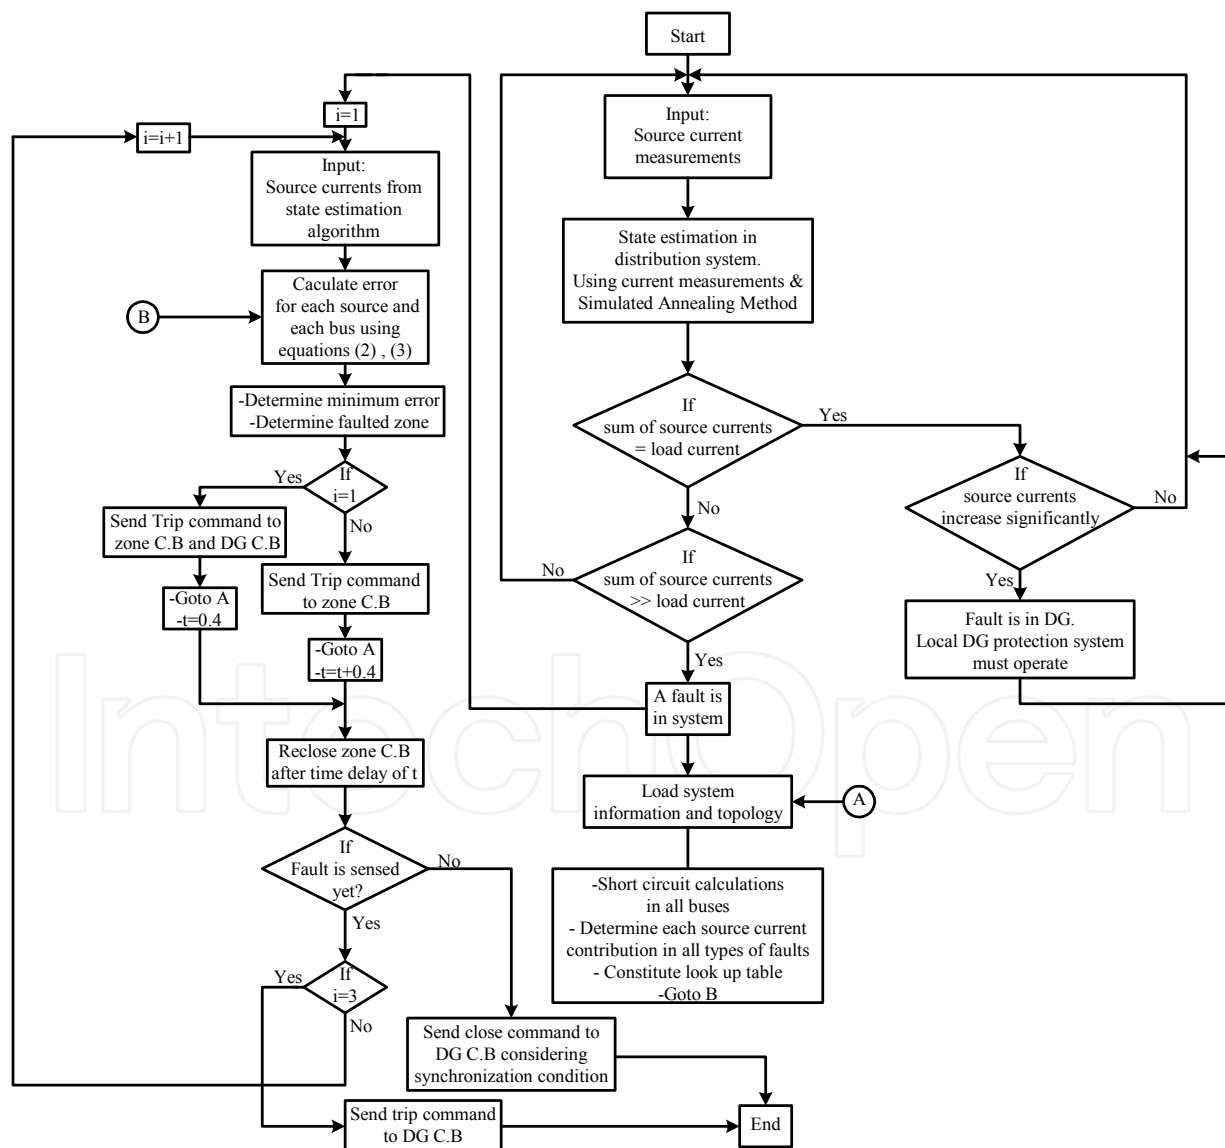 Start
Input:
Source current
measurements
State estimation in
distribution system.
Using current measurements &
Simulated Annealing Method
If
sum of source currents
= load current
Yes
No
If
source currents
increase significantly
No
Yes
Fault is in DG.
Local DG protection system
must operate
If
sum of source currents
>> load current
No
Yes
A fault is
in system
Load system
information and topology
A
-Short circuit calculations
in all buses
- Determine each source current
contribution in all types of faults
- Constitute look up table
-Goto B
i=1
i=i+1
Input:
Source currents from
state estimation
algorithm
Caculate error
for each source and
each bus using
equations (2) , (3)
B
-Determine minimum error
-Determine faulted zone
If
i=1
Yes
No
Send Trip command to
zone C.B and DG C.B
-Goto A
-t=0.4
Send Trip command
to zone C.B
-Goto A
-t=t+0.4
Reclose zone C.B
after time delay of t
If
Fault is sensed
yet?
No
Yes
If
i=3
Yes
No
Send close command to
DG C.B considering
synchronization condition
Send trip command
to DG C.B
End
IntechOpen